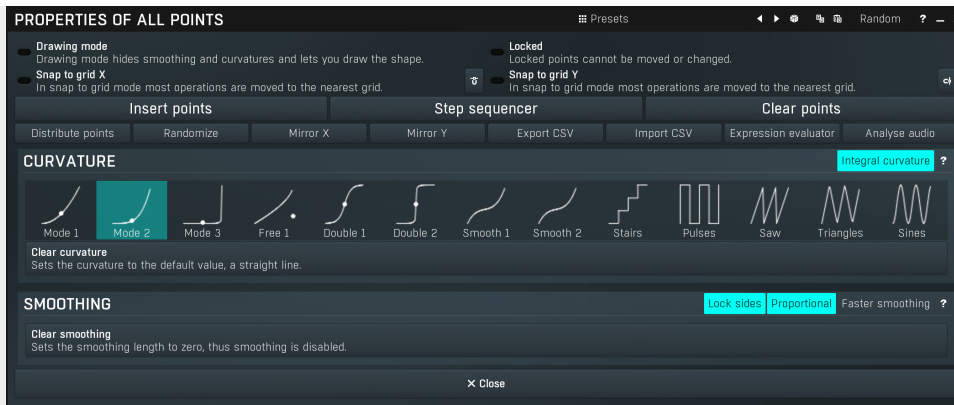 PROPERTIES OF ALL POINTS Presets Random ?
Drawing mode
Drawing mode hides smoothing and curvatures and lets you draw the shape.
Locked
Locked points cannot be moved or changed.
Snap to grid X
In snap to grid mode most operations are moved to the nearest grid.
Snap to grid Y
In snap to grid mode most operations are moved to the nearest grid.
Insert points Step sequencer Clear points
Distribute points Randomize Mirror X Mirror Y Export CSV Import CSV Expression evaluator Analyse audio
CURVATURE Integral curvature ?
Mode 1 Mode 2 Mode 3 Free 1 Double 1 Double 2 Smooth 1 Smooth 2 Stairs Pulses Saw Triangles Sines
Clear curvature
Sets the curvature to the default value, a straight line.
SMOOTHING Lock sides Proportional Faster smoothing ?
Clear smoothing
Sets the smoothing length to zero, thus smoothing is disabled.
Close